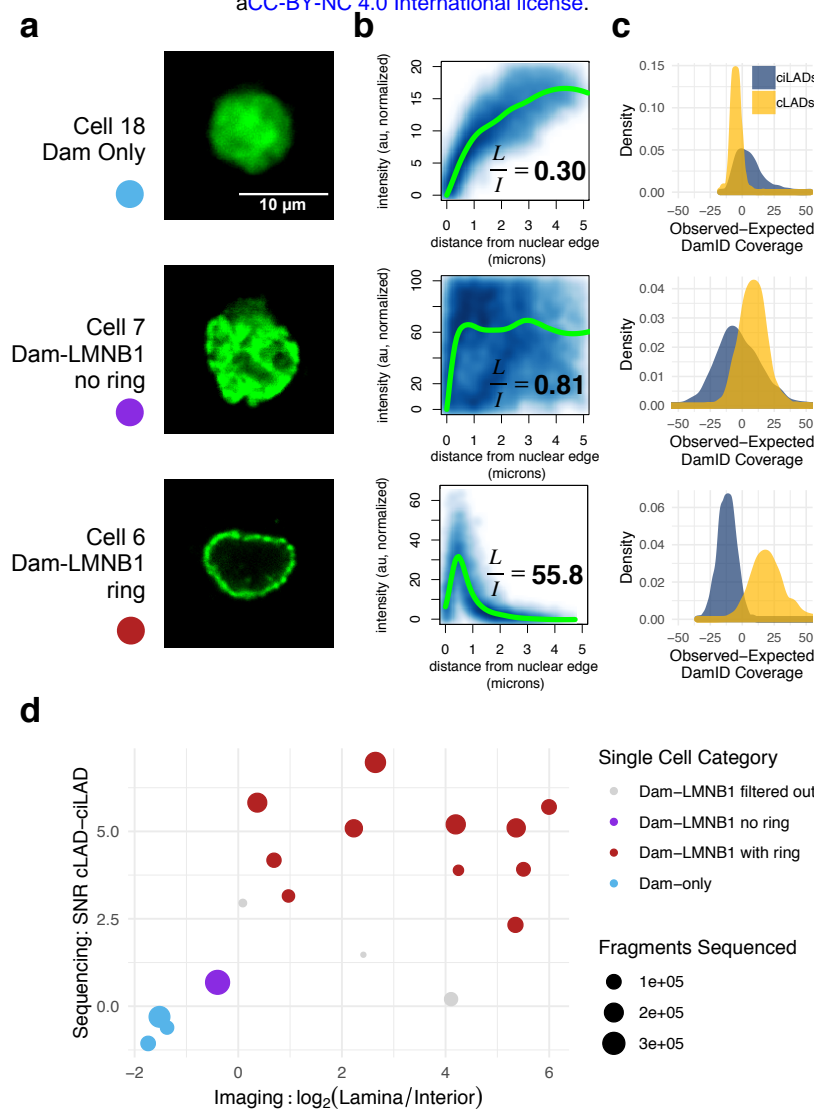 aCC-BY-NC 4.0 International license.
a
b
c
Cell 18
Dam Only
10 μm
intensity (au, normalized)
20
15
10
5
0
L/I = 0.30
0 1 2 3 4 5
distance from nuclear edge
(microns)
Density
0.15
0.10
0.05
0.00
ciLADs
cLADs
−50 −25 0 25 50
Observed−Expected
DamID Coverage
Cell 7
Dam-LMNB1
no ring
intensity (au, normalized)
100
60
20
0
L/I = 0.81
0 1 2 3 4 5
distance from nuclear edge
(microns)
Density
0.04
0.03
0.02
0.01
0.00
−50 −25 0 25 50
Observed−Expected
DamID Coverage
Cell 6
Dam-LMNB1
ring
intensity (au, normalized)
60
40
20
0
L/I = 55.8
0 1 2 3 4 5
distance from nuclear edge
(microns)
Density
0.06
0.04
0.02
0.00
−50 −25 0 25 50
Observed−Expected
DamID Coverage
d
Sequencing: SNR cLAD−ciLAD
5.0
2.5
0.0
−2 0 2 4 6
Imaging : log₂(Lamina/Interior)
Single Cell Category
Dam−LMNB1 filtered out
Dam−LMNB1 no ring
Dam−LMNB1 with ring
Dam−only
Fragments Sequenced
1e+05
2e+05
3e+05